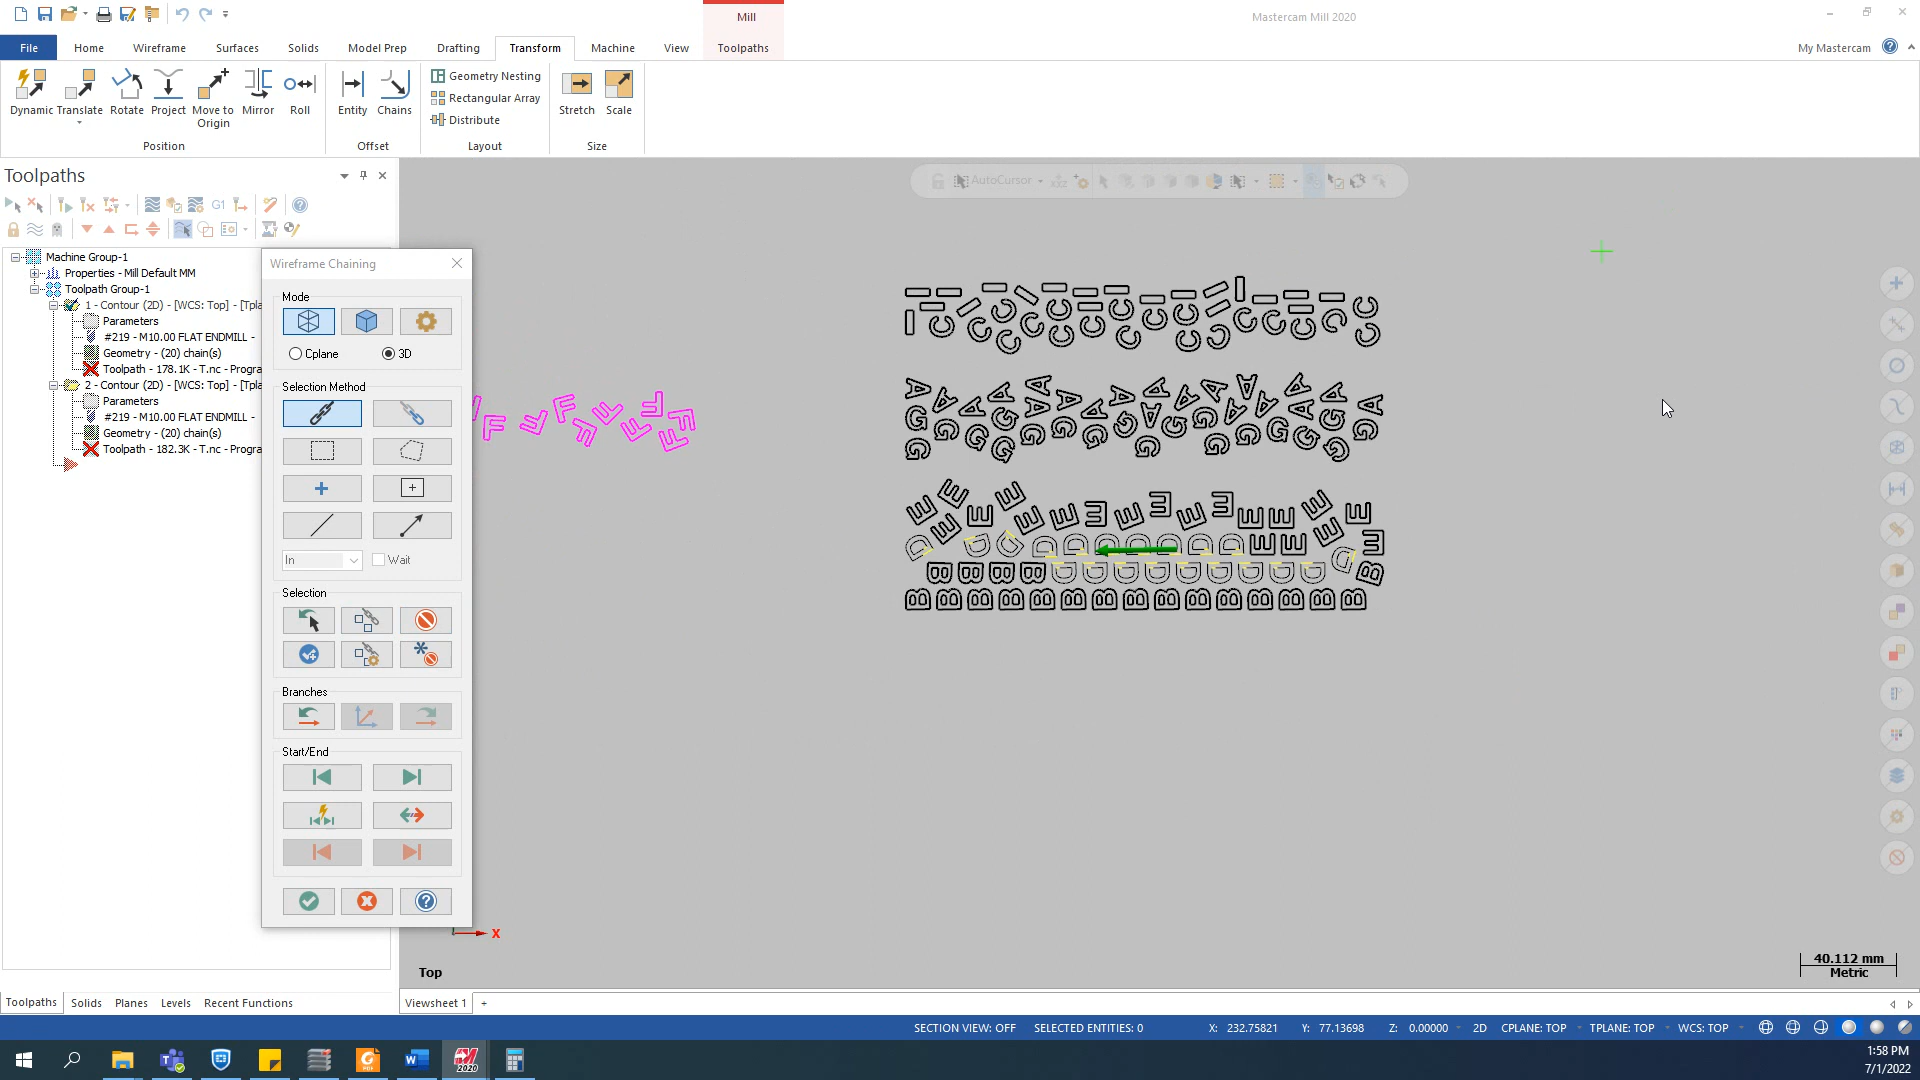 Mill
Mastercam Mill 2020
File
Home
Wireframe
Surfaces
Solids
Model Prep
Drafting
Transform
Machine
View
Toolpaths
My Mastercam
Dynamic
Translate
Rotate
Project
Move to
Origin
Mirror
Roll
Position
Entity
Chains
Offset
Geometry Nesting
Rectangular Array
Distribute
Layout
Stretch
Scale
Size
Toolpaths
G1
AutoCursor
Machine Group-1
Properties - Mill Default MM
Toolpath Group-1
1 - Contour (2D) - [WCS: Top] - [Tpla
Parameters
#219 - M10.00 FLAT ENDMILL -
Geometry - (20) chain(s)
Toolpath - 178.1K - T.nc - Progra
2 - Contour (2D) - [WCS: Top] - [Tpla
Parameters
#219 - M10.00 FLAT ENDMILL -
Geometry - (20) chain(s)
Toolpath - 182.3K - T.nc - Progra
Wireframe Chaining
Mode
Cplane
3D
Selection Method
In
Wait
Selection
Branches
Start/End
X
Top
40.112 mm
Metric
Toolpaths
Solids
Planes
Levels
Recent Functions
Viewsheet 1
+
SECTION VIEW: OFF
SELECTED ENTITIES: 0
X: 232.75821
Y: 77.13698
Z: 0.00000
2D
CPLANE: TOP
TPLANE: TOP
WCS: TOP
2020
1:58 PM
7/1/2022